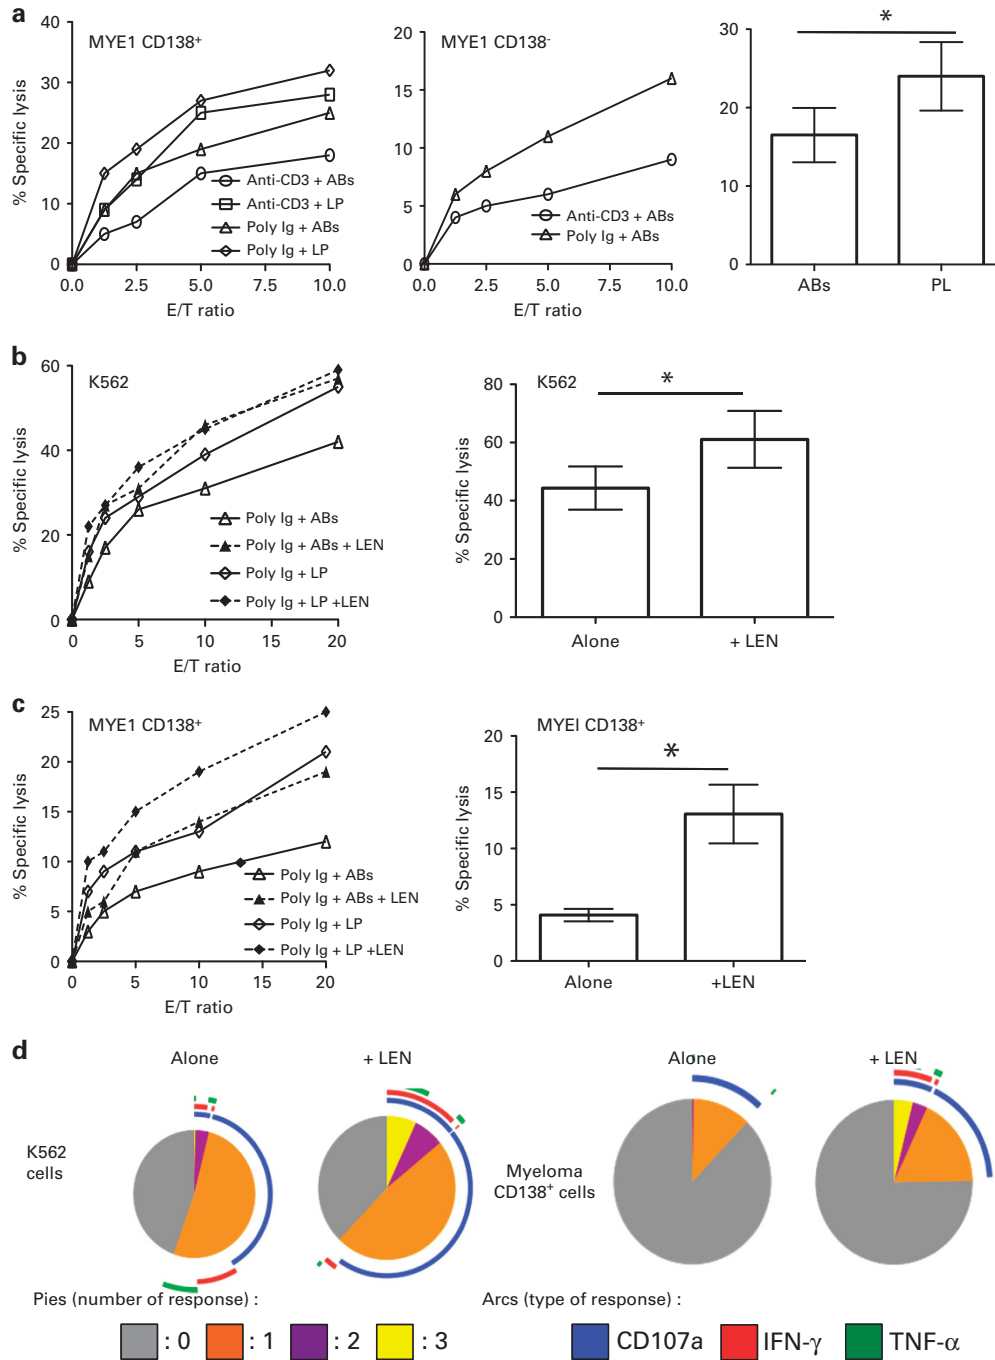 a
MYE1 CD138+
% Specific lysis
40
30
20
10
0
0.0 2.5 5.0 7.5 10.0
E/T ratio
Anti-CD3 + ABs
Anti-CD3 + LP
Poly Ig + ABs
Poly Ig + LP
MYE1 CD138-
20
15
10
5
0
0.0 2.5 5.0 7.5 10.0
E/T ratio
Anti-CD3 + ABs
Poly Ig + ABs
*
30
20
10
0
ABs PL
b
K562
% Specific lysis
60
40
20
0
0 5 10 15 20
E/T ratio
Poly Ig + ABs
Poly Ig + ABs + LEN
Poly Ig + LP
Poly Ig + LP +LEN
K562
*
% Specific lysis
80
60
40
20
0
Alone + LEN
c
MYE1 CD138+
% Specific lysis
25
20
15
10
5
0
0 5 10 15 20
E/T ratio
Poly Ig + ABs
Poly Ig + ABs + LEN
Poly Ig + LP
Poly Ig + LP +LEN
MYEI CD138+
*
% Specific lysis
20
15
10
5
0
Alone +LEN
d
Alone + LEN Alone + LEN
K562
cells
Myeloma
CD138+ cells
Pies (number of response) :
: 0 : 1 : 2 : 3
Arcs (type of response) :
CD107a IFN-γ TNF-α